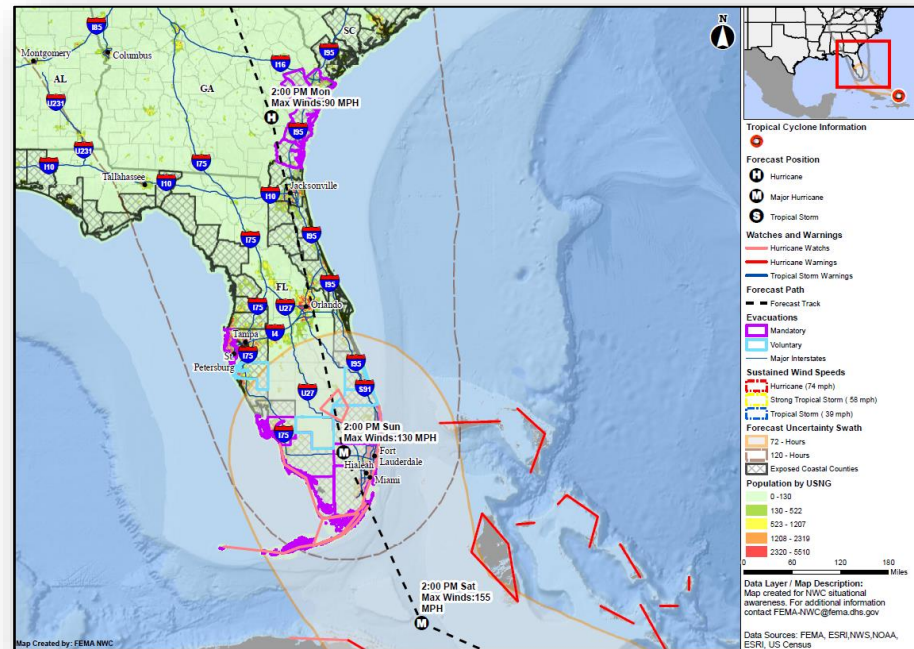 I85
SC
Montgomery
Columbus
I95
N
I16
AL
GA
2:00 PM Mon
Max Winds:90 MPH
U231
H
I95
U231
I75
I10
Tallahassee
I10
I10
Jacksonville
I75
I95
FL
I95
I75
U27
Orlando
I4
Tampa
St
Petersburg
I75
I95
U27
S91
2:00 PM Sun
Max Winds:130 MPH
I75
M
Fort
Lauderdale
Hialeah
Miami
2:00 PM Sat
Max Winds:155
MPH
M
Map Created by: FEMA NWC
Tropical Cyclone Information
Forecast Position
H Hurricane
M Major Hurricane
S Tropical Storm
Watches and Warnings
Hurricane Watchs
Hurricane Warnings
Tropical Storm Warnings
Forecast Path
Forecast Track
Evacuations
Mandatory
Voluntary
Major Interstates
Sustained Wind Speeds
Hurricane (74 mph)
Strong Tropical Storm ( 58 mph)
Tropical Storm ( 39 mph)
Forecast Uncertainty Swath
72 - Hours
120 - Hours
Exposed Coastal Counties
Population by USNG
0 -130
130 - 522
523 - 1207
1208 - 2319
2320 - 5510
0 60 120 180
Miles
Data Layer / Map Description:
Map created for NWC situational
awareness. For additional information
contact FEMA-NWC@fema.dhs.gov
Data Sources: FEMA, ESRI,NWS,NOAA,
ESRI, US Census